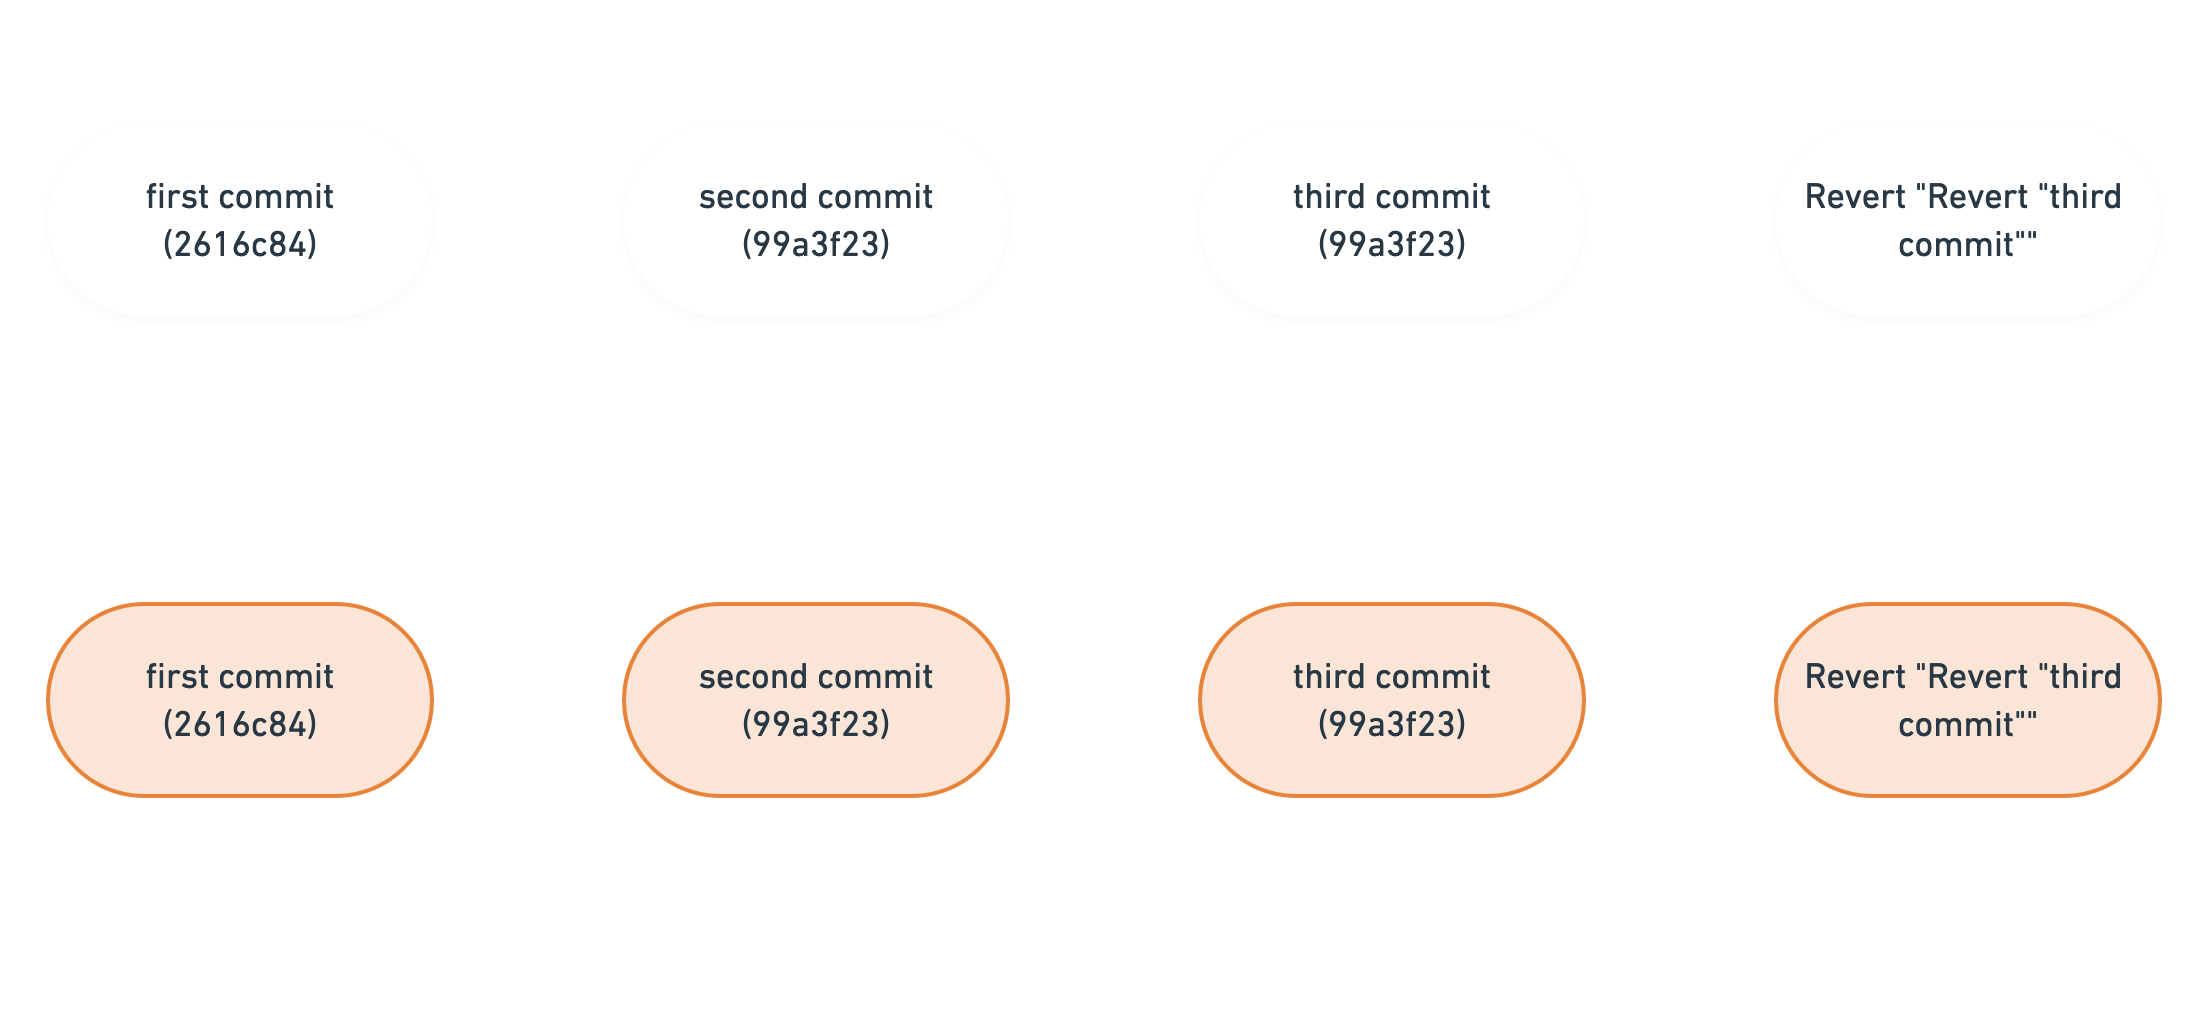 first commit
(2616c84)
second commit
(99a3f23)
third commit
(99a3f23)
Revert "Revert "third
commit""
first commit
(2616c84)
second commit
(99a3f23)
third commit
(99a3f23)
Revert "Revert "third
commit""